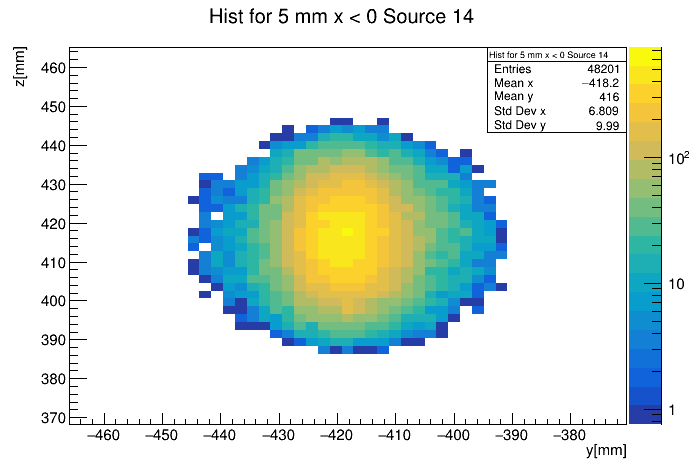 Hist for 5 mm x < 0 Source 14
z[mm]
Hist for 5 mm x < 0 Source 14
Entries 48201
Mean x −418.2
Mean y 416
Std Dev x 6.809
Std Dev y 9.99
460
450
440
430
420
410
400
390
380
370
10²
10
1
−460 −450 −440 −430 −420 −410 −400 −390 −380
y[mm]